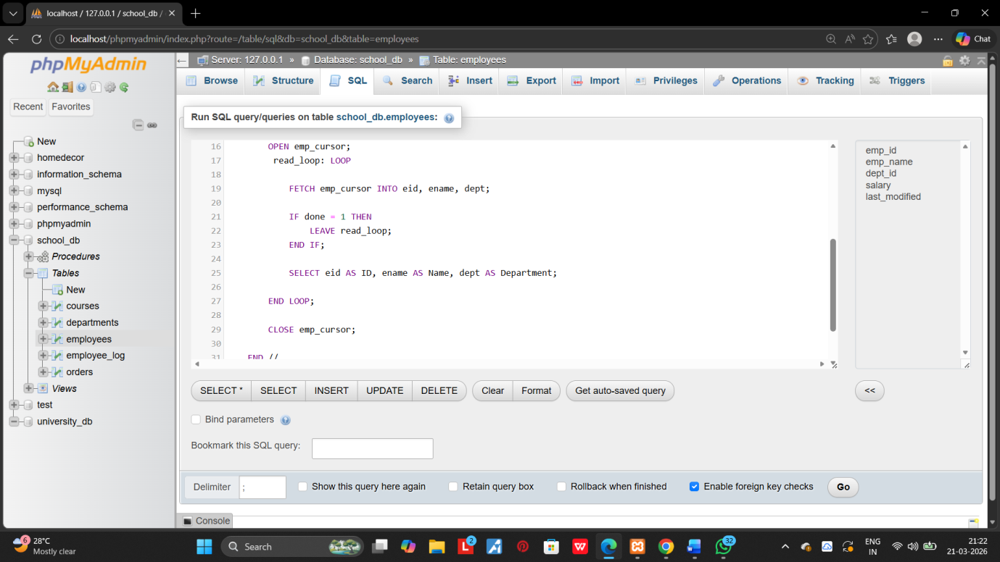 localhost / 127.0.0.1 / school_db /
localhost/phpmyadmin/index.php?route=/table/sql&db=school_db&table=employees
Chat
phpMyAdmin
Recent
Favorites
New
homedecor
information_schema
mysql
performance_schema
phpmyadmin
school_db
Procedures
Tables
New
courses
departments
employees
employee_log
orders
Views
test
university_db
Server: 127.0.0.1 » Database: school_db » Table: employees
Browse
Structure
SQL
Search
Insert
Export
Import
Privileges
Operations
Tracking
Triggers
Run SQL query/queries on table school_db.employees:
16 OPEN emp_cursor;
17 read_loop: LOOP
18
19 FETCH emp_cursor INTO eid, ename, dept;
20
21 IF done = 1 THEN
22 LEAVE read_loop;
23 END IF;
24
25 SELECT eid AS ID, ename AS Name, dept AS Department;
26
27 END LOOP;
28
29 CLOSE emp_cursor;
30
31 END //
emp_id
emp_name
dept_id
salary
last_modified
SELECT *
SELECT
INSERT
UPDATE
DELETE
Clear
Format
Get auto-saved query
<<
Bind parameters
Bookmark this SQL query:
Delimiter
;
Show this query here again
Retain query box
Rollback when finished
Enable foreign key checks
Go
Console
6
28°C
Mostly clear
Search
2
32
ENG
IN
21:22
21-03-2026